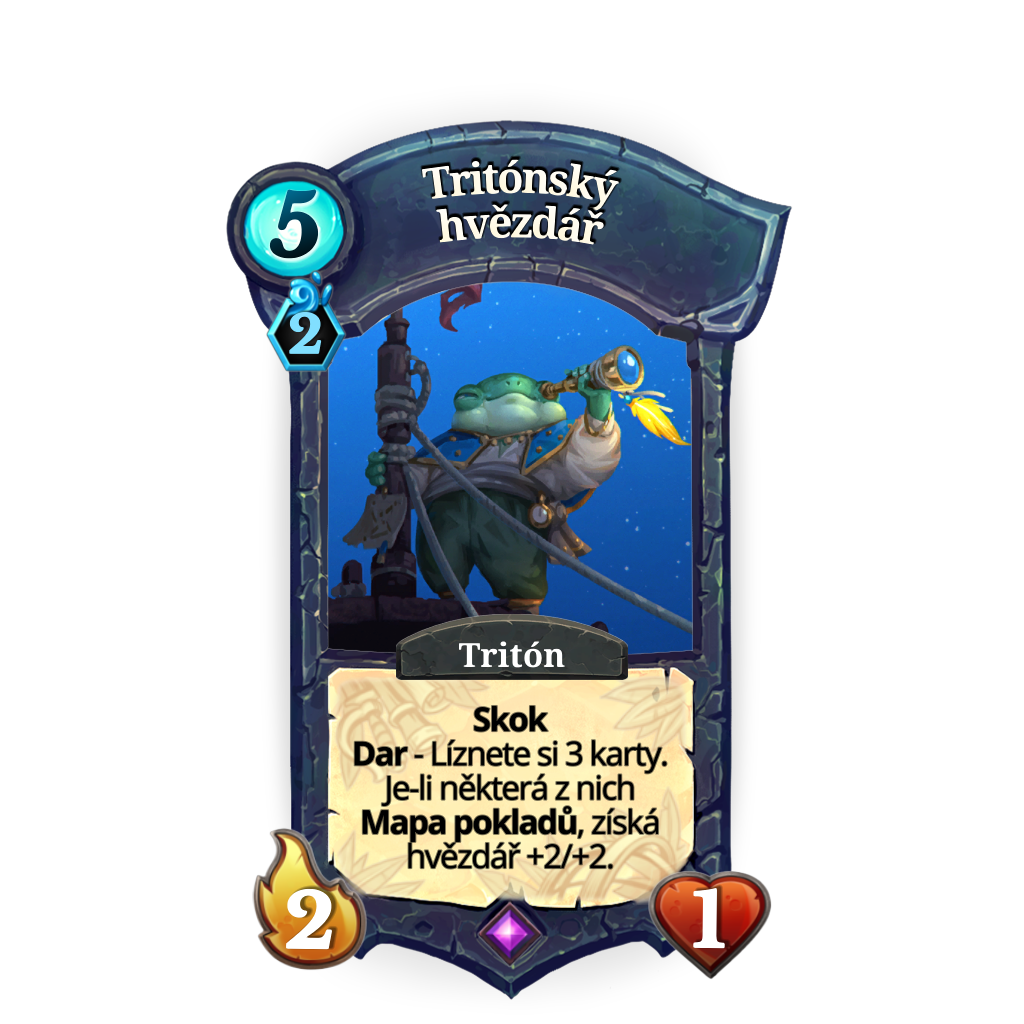 Tritónský
hvězdář
5
2
Tritón
Skok
Dar - Líznete si 3 karty.
Je-li některá z nich
Mapa pokladů, získá
hvězdář +2/+2.
2
1